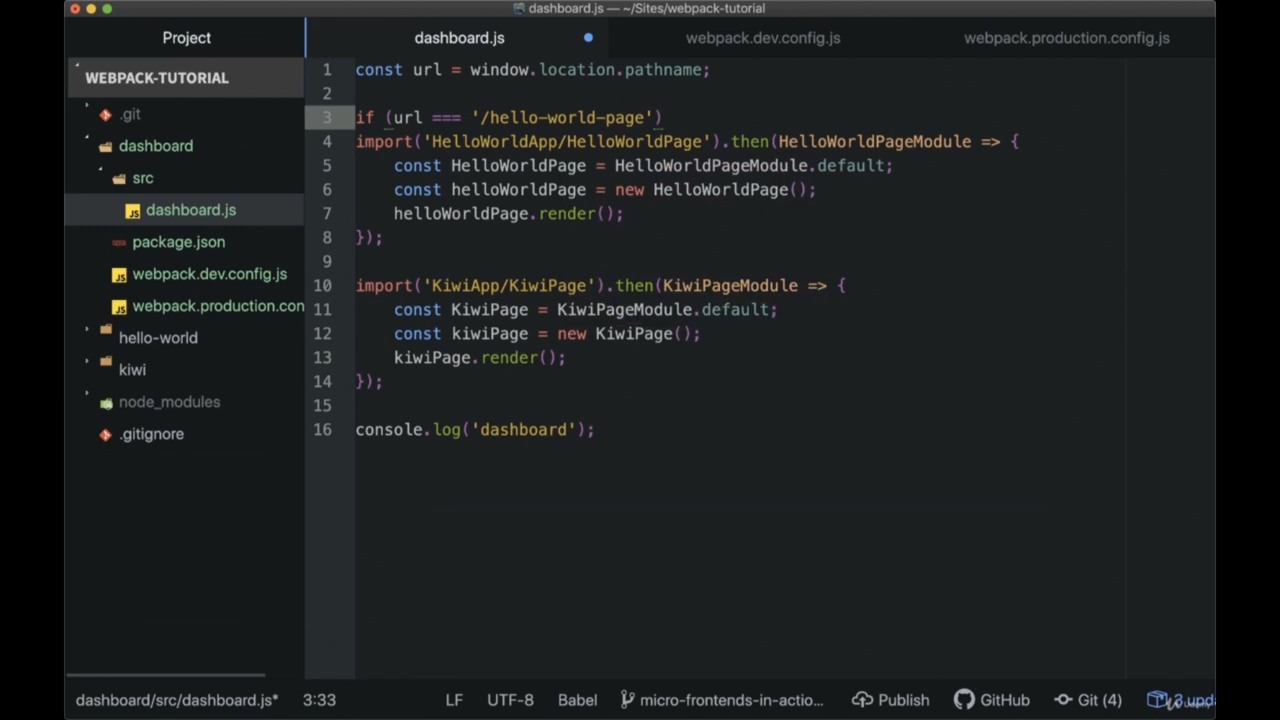 dashboard.js — ~/Sites/webpack-tutorial
Project
dashboard.js
webpack.dev.config.js
webpack.production.config.js
WEBPACK-TUTORIAL
.git
dashboard
src
dashboard.js
package.json
webpack.dev.config.js
webpack.production.con
hello-world
kiwi
node_modules
.gitignore
1 const url = window.location.pathname;
2
3 if (url === '/hello-world-page')
4 import('HelloWorldApp/HelloWorldPage').then(HelloWorldPageModule => {
5 const HelloWorldPage = HelloWorldPageModule.default;
6 const helloWorldPage = new HelloWorldPage();
7 helloWorldPage.render();
8 });
9
10 import('KiwiApp/KiwiPage').then(KiwiPageModule => {
11 const KiwiPage = KiwiPageModule.default;
12 const kiwiPage = new KiwiPage();
13 kiwiPage.render();
14 });
15
16 console.log('dashboard');
dashboard/src/dashboard.js* 3:33 LF UTF-8 Babel micro-frontends-in-actio... Publish GitHub Git (4) 3